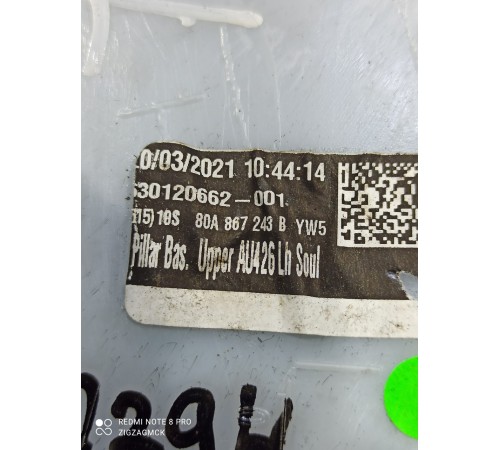 0/03/2021 10:44:14
30120662-001
15) 10S 80A 867 243 B YW5
Pillar Bas. Upper AU426 Lh Soul
REDMI NOTE 8 PRO
ZIGZAGMCK